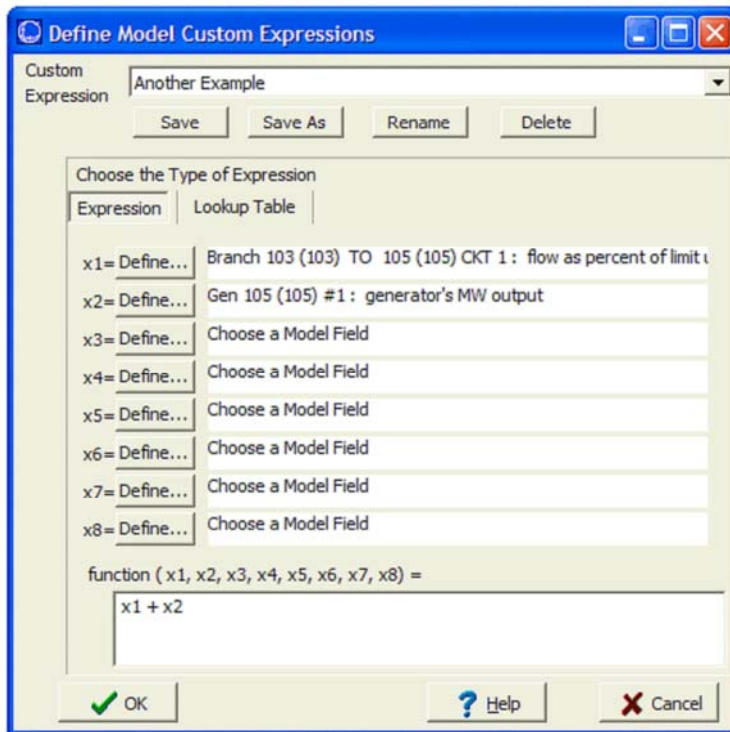 Define Model Custom Expressions
Custom Expression
Another Example
Save Save As Rename Delete
Choose the Type of Expression
Expression Lookup Table
x1= Define... Branch 103 (103) TO 105 (105) CKT 1 : flow as percent of limit
x2= Define... Gen 105 (105) #1 : generator's MW output
x3= Define... Choose a Model Field
x4= Define... Choose a Model Field
x5= Define... Choose a Model Field
x6= Define... Choose a Model Field
x7= Define... Choose a Model Field
x8= Define... Choose a Model Field
function ( x1, x2, x3, x4, x5, x6, x7, x8) =
x1 + x2
OK Help Cancel